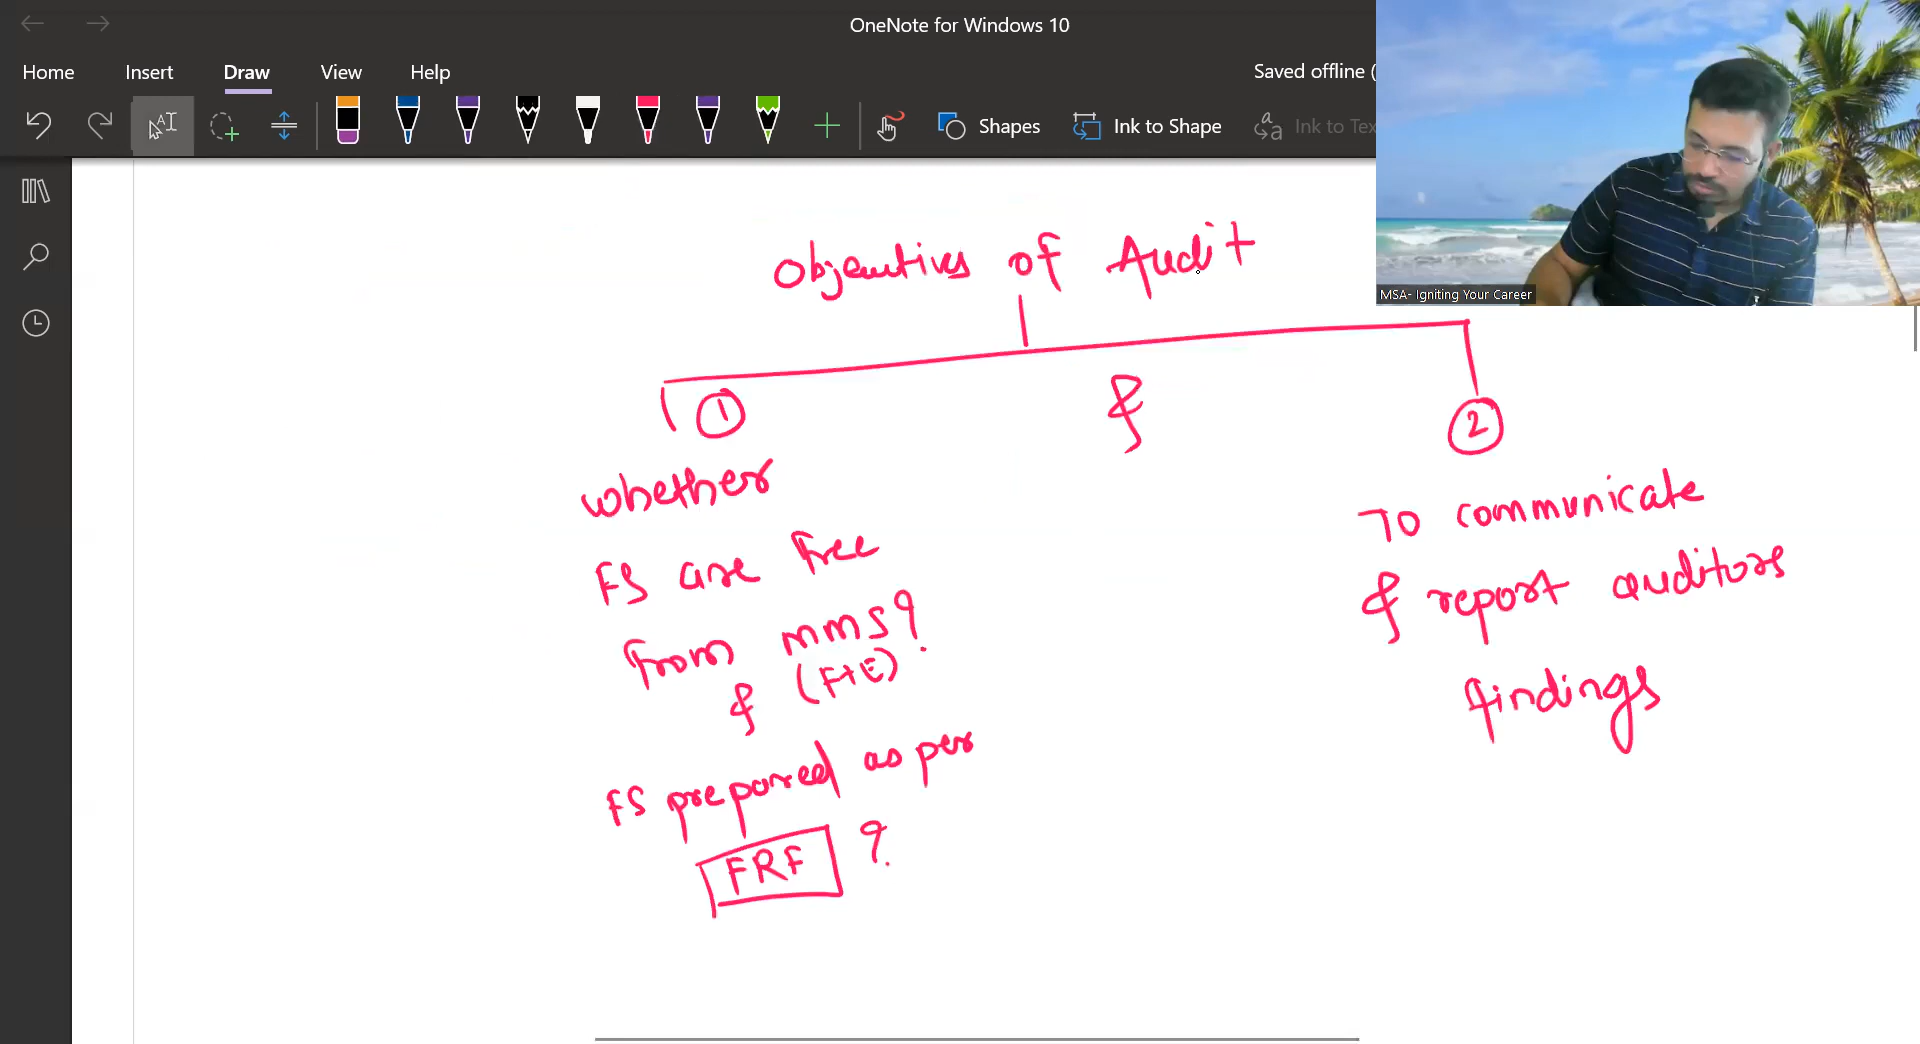 OneNote for Windows 10
Home Insert Draw View Help
Saved offline (
Shapes Ink to Shape Ink to Tex
MSA- Igniting Your Career
Objectives of Audit
1 & 2
whether
FS are free
from mms?
(F+E)
&
FS prepared as per
FRF ?
To communicate
& report auditors
findings